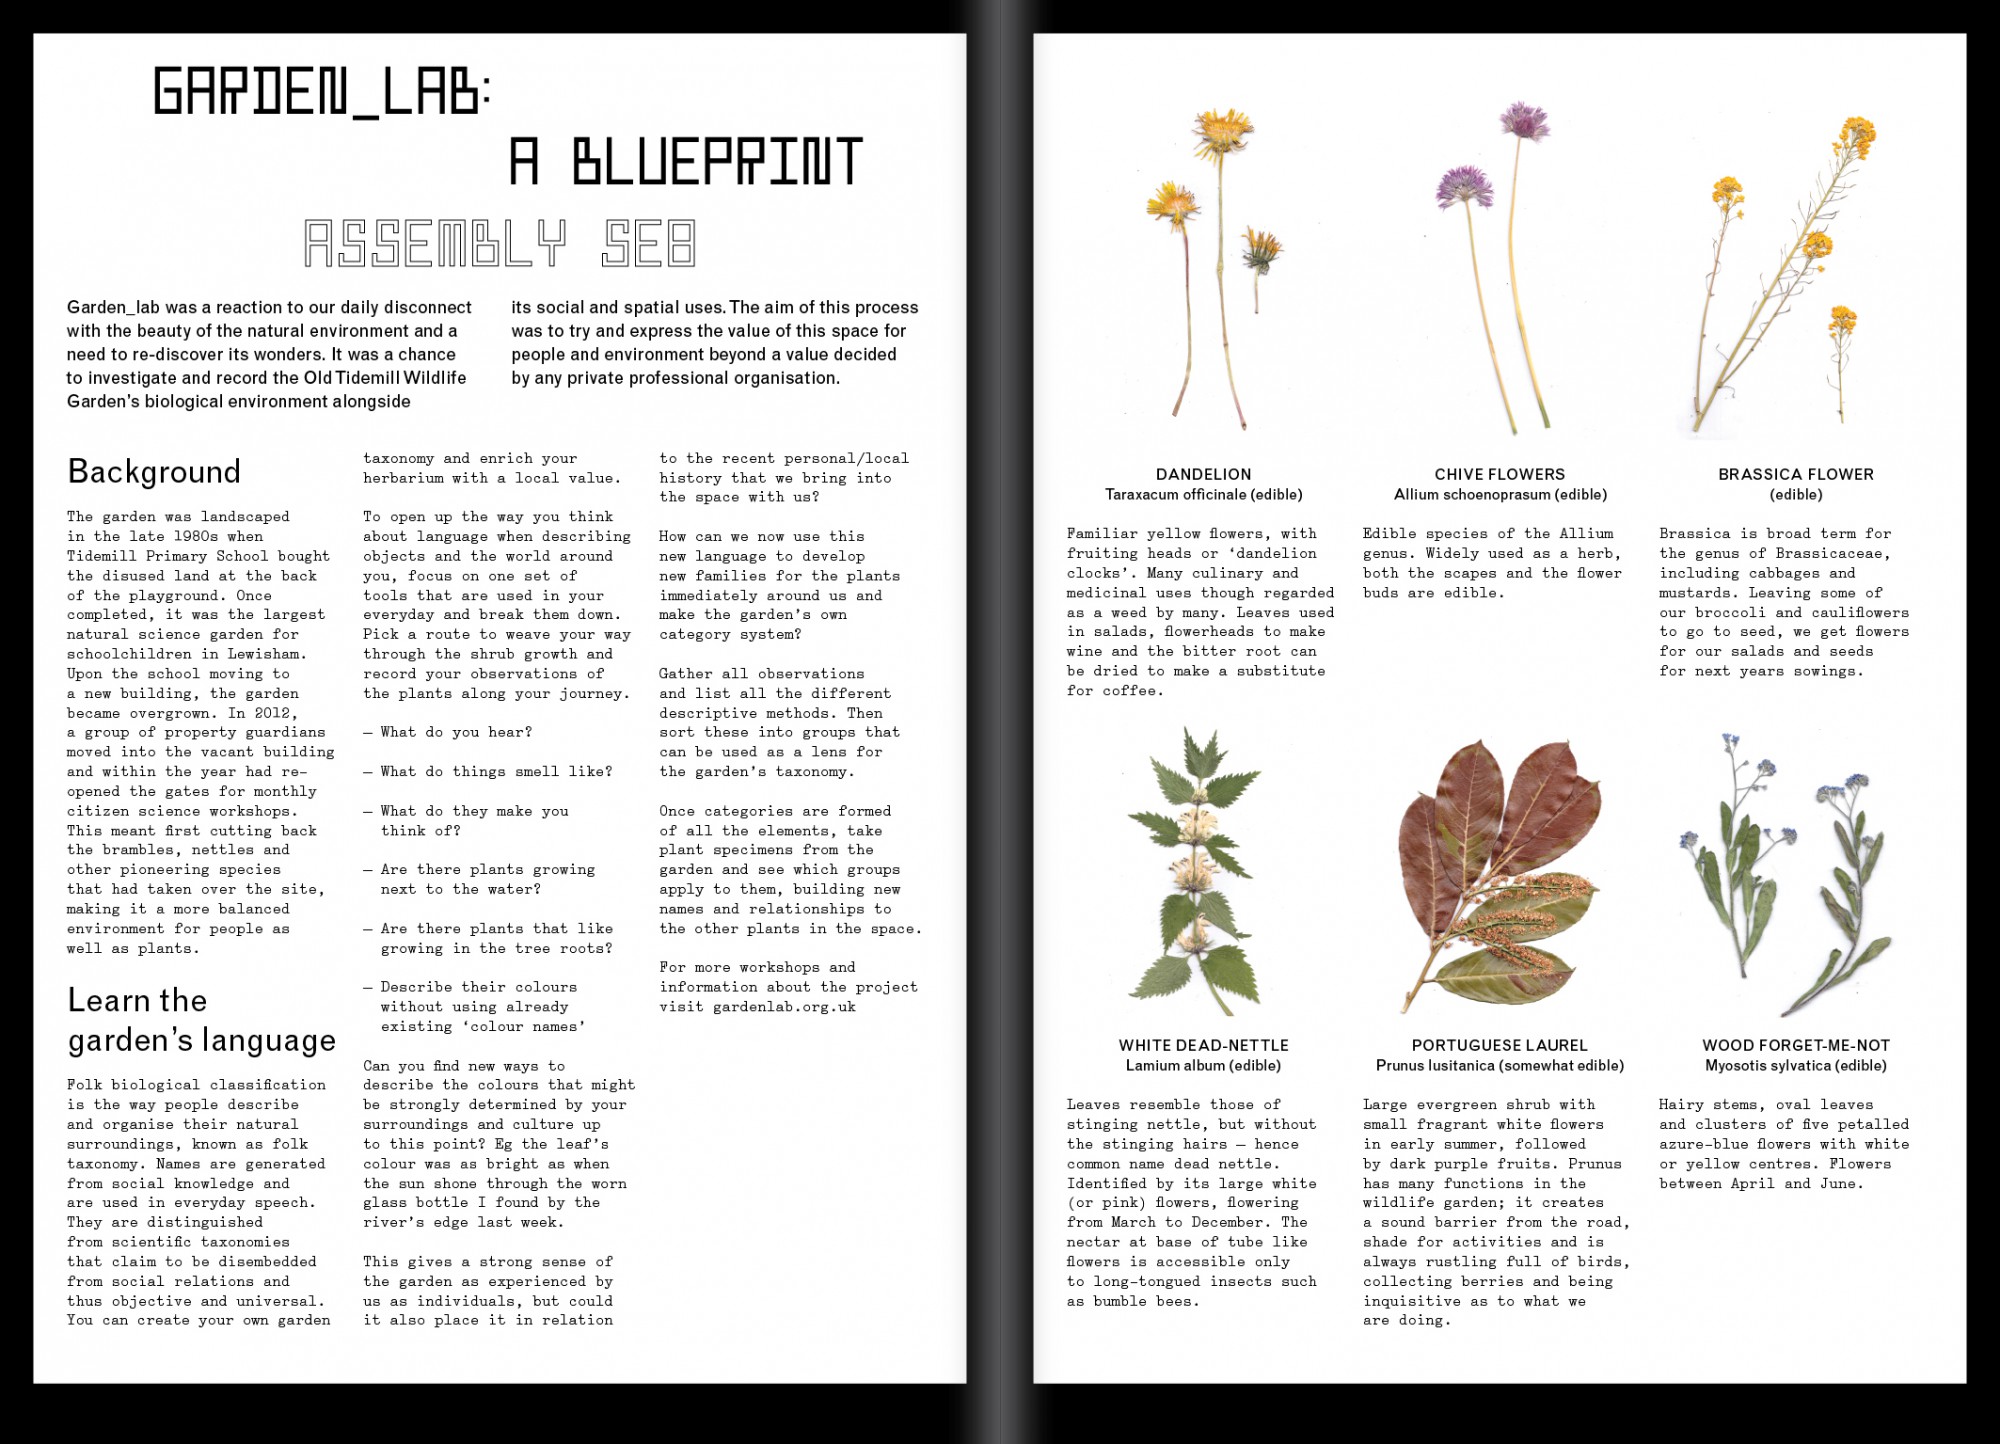 GARDEN_LAB:
A BLUEPRINT
ASSEMBLY SE8
Garden_lab was a reaction to our daily disconnect
with the beauty of the natural environment and a
need to re-discover its wonders. It was a chance
to investigate and record the Old Tidemill Wildlife
Garden's biological environment alongside
its social and spatial uses. The aim of this process
was to try and express the value of this space for
people and environment beyond a value decided
by any private professional organisation.
Background
The garden was landscaped
in the late 1980s when
Tidemill Primary School bought
the disused land at the back
of the playground. Once
completed, it was the largest
natural science garden for
schoolchildren in Lewisham.
Upon the school moving to
a new building, the garden
became overgrown. In 2012,
a group of property guardians
moved into the vacant building
and within the year had re-
opened the gates for monthly
citizen science workshops.
This meant first cutting back
the brambles, nettles and
other pioneering species
that had taken over the site,
making it a more balanced
environment for people as
well as plants.
Learn the
garden's language
Folk biological classification
is the way people describe
and organise their natural
surroundings, known as folk
taxonomy. Names are generated
from social knowledge and
are used in everyday speech.
They are distinguished
from scientific taxonomies
that claim to be disembedded
from social relations and
thus objective and universal.
You can create your own garden
taxonomy and enrich your
herbarium with a local value.
To open up the way you think
about language when describing
objects and the world around
you, focus on one set of
tools that are used in your
everyday and break them down.
Pick a route to weave your way
through the shrub growth and
record your observations of
the plants along your journey.
— What do you hear?
— What do things smell like?
— What do they make you
think of?
— Are there plants growing
next to the water?
— Are there plants that like
growing in the tree roots?
— Describe their colours
without using already
existing 'colour names'
Can you find new ways to
describe the colours that might
be strongly determined by your
surroundings and culture up
to this point? Eg the leaf's
colour was as bright as when
the sun shone through the worn
glass bottle I found by the
river's edge last week.
This gives a strong sense of
the garden as experienced by
us as individuals, but could
it also place it in relation
to the recent personal/local
history that we bring into
the space with us?
How can we now use this
new language to develop
new families for the plants
immediately around us and
make the garden's own
category system?
Gather all observations
and list all the different
descriptive methods. Then
sort these into groups that
can be used as a lens for
the garden's taxonomy.
Once categories are formed
of all the elements, take
plant specimens from the
garden and see which groups
apply to them, building new
names and relationships to
the other plants in the space.
For more workshops and
information about the project
visit gardenlab.org.uk
DANDELION
Taraxacum officinale (edible)
Familiar yellow flowers, with
fruiting heads or 'dandelion
clocks'. Many culinary and
medicinal uses though regarded
as a weed by many. Leaves used
in salads, flowerheads to make
wine and the bitter root can
be dried to make a substitute
for coffee.
CHIVE FLOWERS
Allium schoenoprasum (edible)
Edible species of the Allium
genus. Widely used as a herb,
both the scapes and the flower
buds are edible.
BRASSICA FLOWER
(edible)
Brassica is broad term for
the genus of Brassicaceae,
including cabbages and
mustards. Leaving some of
our broccoli and cauliflowers
to go to seed, we get flowers
for our salads and seeds
for next years sowings.
WHITE DEAD-NETTLE
Lamium album (edible)
Leaves resemble those of
stinging nettle, but without
the stinging hairs — hence
common name dead nettle.
Identified by its large white
(or pink) flowers, flowering
from March to December. The
nectar at base of tube like
flowers is accessible only
to long-tongued insects such
as bumble bees.
PORTUGUESE LAUREL
Prunus lusitanica (somewhat edible)
Large evergreen shrub with
small fragrant white flowers
in early summer, followed
by dark purple fruits. Prunus
has many functions in the
wildlife garden; it creates
a sound barrier from the road,
shade for activities and is
always rustling full of birds,
collecting berries and being
inquisitive as to what we
are doing.
WOOD FORGET-ME-NOT
Myosotis sylvatica (edible)
Hairy stems, oval leaves
and clusters of five petalled
azure-blue flowers with white
or yellow centres. Flowers
between April and June.